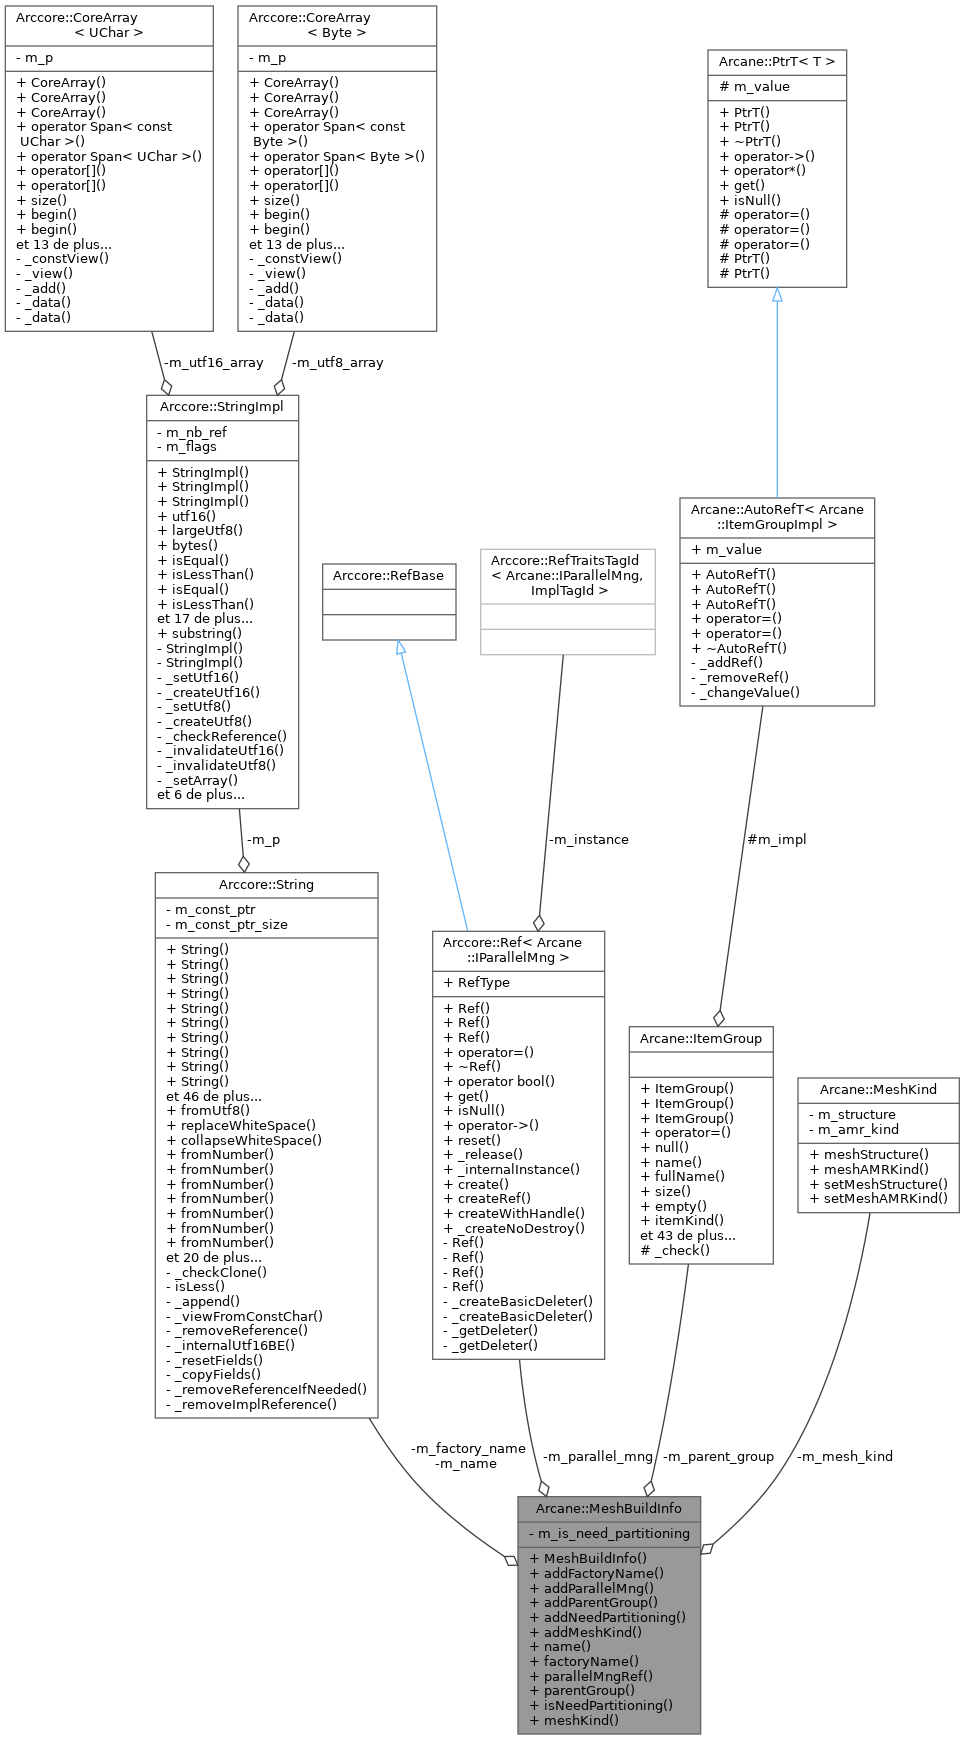 Arccore::CoreArray
< UChar >
- m_p
+ CoreArray()
+ CoreArray()
+ CoreArray()
+ operator Span< const
UChar >()
+ operator Span< UChar >()
+ operator[]()
+ operator[]()
+ size()
+ begin()
+ begin()
et 13 de plus...
- _constView()
- _view()
- _add()
- _data()
- _data()
Arccore::CoreArray
< Byte >
- m_p
+ CoreArray()
+ CoreArray()
+ CoreArray()
+ operator Span< const
Byte >()
+ operator Span< Byte >()
+ operator[]()
+ operator[]()
+ size()
+ begin()
+ begin()
et 13 de plus...
- _constView()
- _view()
- _add()
- _data()
- _data()
Arcane::PtrT< T >
# m_value
+ PtrT()
+ PtrT()
+ ~PtrT()
+ operator->()
+ operator*()
+ get()
+ isNull()
# operator=()
# operator=()
# operator=()
# PtrT()
# PtrT()
-m_utf16_array
-m_utf8_array
Arccore::StringImpl
- m_nb_ref
- m_flags
+ StringImpl()
+ StringImpl()
+ StringImpl()
+ utf16()
+ largeUtf8()
+ bytes()
+ isEqual()
+ isLessThan()
+ isEqual()
+ isLessThan()
et 17 de plus...
+ substring()
- StringImpl()
- StringImpl()
- _setUtf16()
- _createUtf16()
- _setUtf8()
- _createUtf8()
- _checkReference()
- _invalidateUtf16()
- _invalidateUtf8()
- _setArray()
et 6 de plus...
Arccore::RefBase
Arccore::RefTraitsTagId
< Arcane::IParallelMng,
ImplTagId >
Arcane::AutoRefT< Arcane
::ItemGroupImpl >
+ m_value
+ AutoRefT()
+ AutoRefT()
+ AutoRefT()
+ operator=()
+ operator=()
+ ~AutoRefT()
- _addRef()
- _removeRef()
- _changeValue()
-m_p
-m_instance
#m_impl
Arccore::String
- m_const_ptr
- m_const_ptr_size
+ String()
+ String()
+ String()
+ String()
+ String()
+ String()
+ String()
+ String()
+ String()
+ String()
et 46 de plus...
+ fromUtf8()
+ replaceWhiteSpace()
+ collapseWhiteSpace()
+ fromNumber()
+ fromNumber()
+ fromNumber()
+ fromNumber()
+ fromNumber()
+ fromNumber()
+ fromNumber()
et 20 de plus...
- _checkClone()
- isLess()
- _append()
- _viewFromConstChar()
- _removeReference()
- _internalUtf16BE()
- _resetFields()
- _copyFields()
- _removeReferenceIfNeeded()
- _removeImplReference()
Arccore::Ref< Arcane
::IParallelMng >
+ RefType
+ Ref()
+ Ref()
+ Ref()
+ operator=()
+ ~Ref()
+ operator bool()
+ get()
+ isNull()
+ operator->()
+ reset()
+ _release()
+ _internalInstance()
+ create()
+ createRef()
+ createWithHandle()
+ _createNoDestroy()
- Ref()
- Ref()
- Ref()
- Ref()
- _createBasicDeleter()
- _createBasicDeleter()
- _getDeleter()
- _getDeleter()
Arcane::ItemGroup
+ ItemGroup()
+ ItemGroup()
+ ItemGroup()
+ operator=()
+ null()
+ name()
+ fullName()
+ size()
+ empty()
+ itemKind()
et 43 de plus...
# _check()
Arcane::MeshKind
- m_structure
- m_amr_kind
+ meshStructure()
+ meshAMRKind()
+ setMeshStructure()
+ setMeshAMRKind()
-m_factory_name
-m_name
-m_parallel_mng
-m_parent_group
-m_mesh_kind
Arcane::MeshBuildInfo
- m_is_need_partitioning
+ MeshBuildInfo()
+ addFactoryName()
+ addParallelMng()
+ addParentGroup()
+ addNeedPartitioning()
+ addMeshKind()
+ name()
+ factoryName()
+ parallelMngRef()
+ parentGroup()
+ isNeedPartitioning()
+ meshKind()